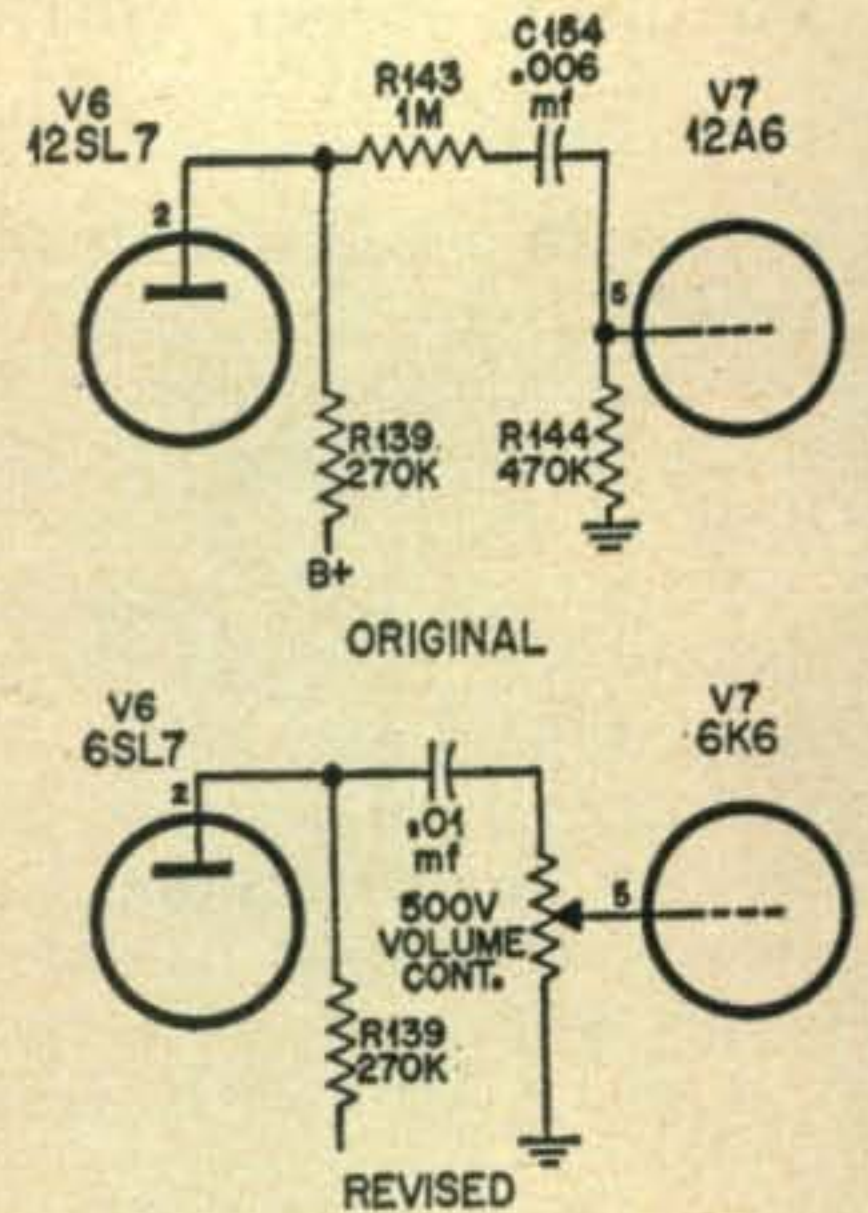 V6
12SL7
R143
1M
C154
.006
mf
V7
12A6
2
5
R139
270K
R144
470K
B+
ORIGINAL
V6
6SL7
V7
6K6
2
.01
mf
500V
VOLUME
CONT.
5
R139
270K
REVISED